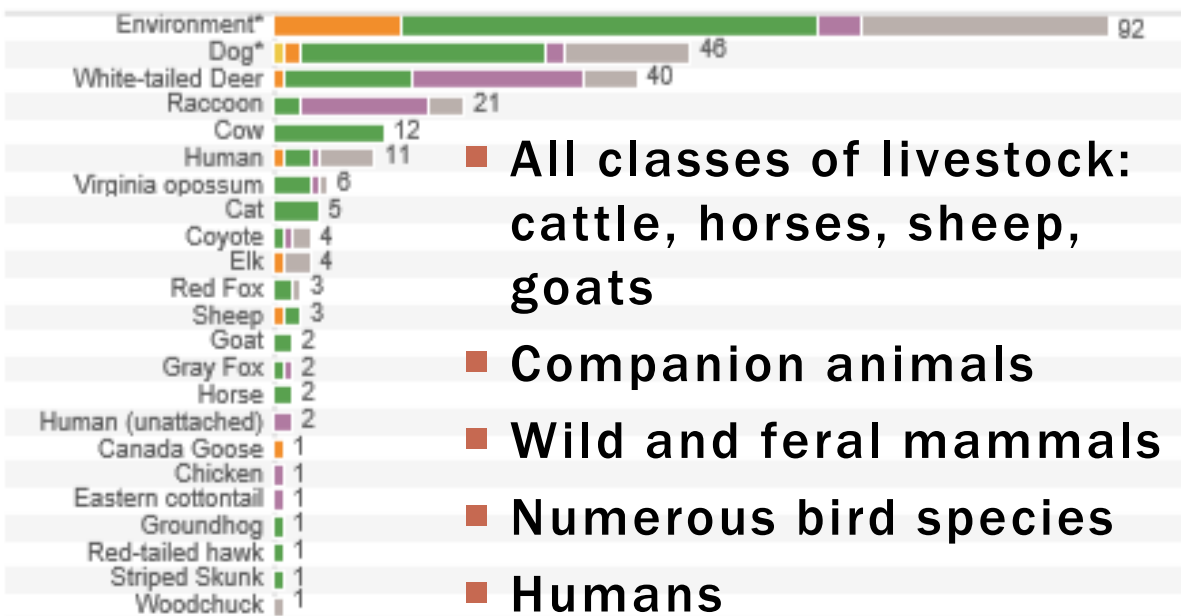 Environment* 92
Dog* 46
White-tailed Deer 40
Raccoon 21
Cow 12
Human 11
Virginia opossum 6
Cat 5
Coyote 4
Elk 4
Red Fox 3
Sheep 3
Goat 2
Gray Fox 2
Horse 2
Human (unattached) 2
Canada Goose 1
Chicken 1
Eastern cottontail 1
Groundhog 1
Red-tailed hawk 1
Striped Skunk 1
Woodchuck 1
■ All classes of livestock:
cattle, horses, sheep,
goats
■ Companion animals
■ Wild and feral mammals
■ Numerous bird species
■ Humans